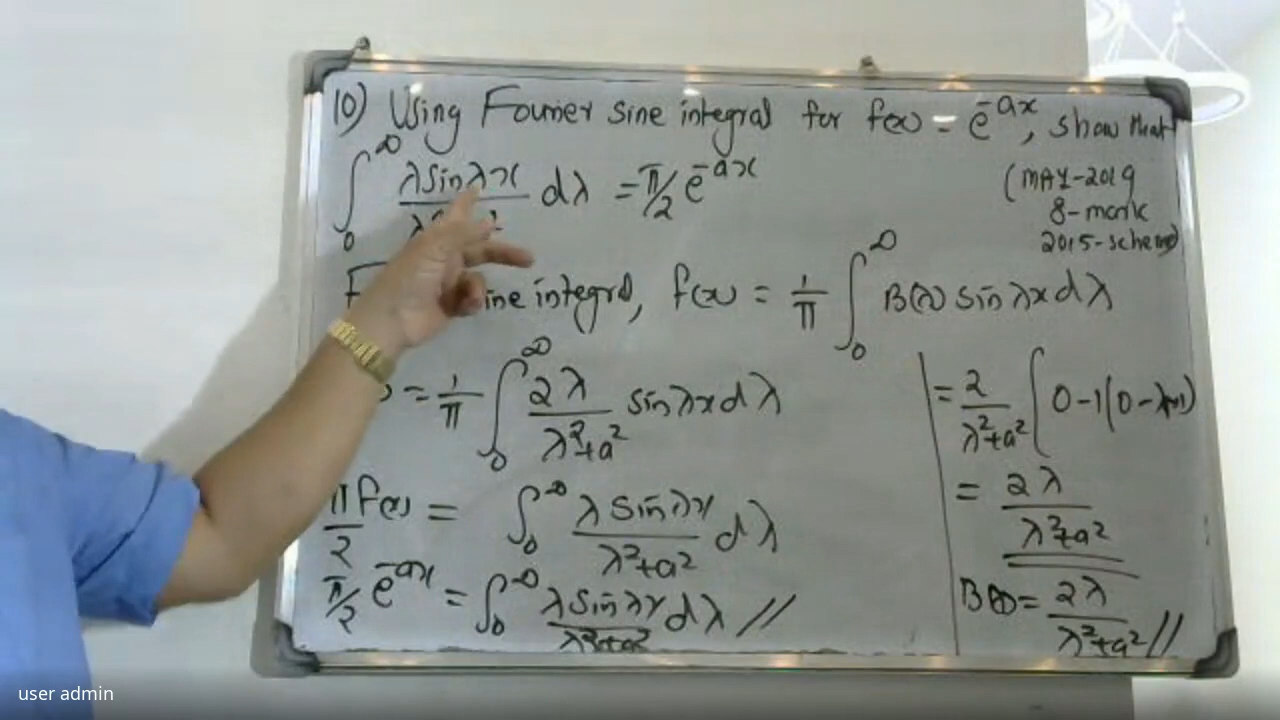 10) Using Fourier sine integral for f(x) = e^-ax, show that
∫0^∞ λ sin λx dλ = π/2 e^-ax
(MAY-2019
8-mark
2015-scheme)
sine integral, f(x) = 1/π ∫0^∞ B(λ) sin λx dλ
= 1/π ∫0^∞ 2λ/λ²+a² sin λx dλ
π/2 f(x) = ∫0^∞ λ sin λx/λ²+a² dλ
π/2 e^-ax = ∫0^∞ λ sin λx/λ²+a² dλ //
= 2/λ²+a² [0-1(0-λ×1)
= 2λ/λ²+a²
B(λ) = 2λ/λ²+a² //
user admin